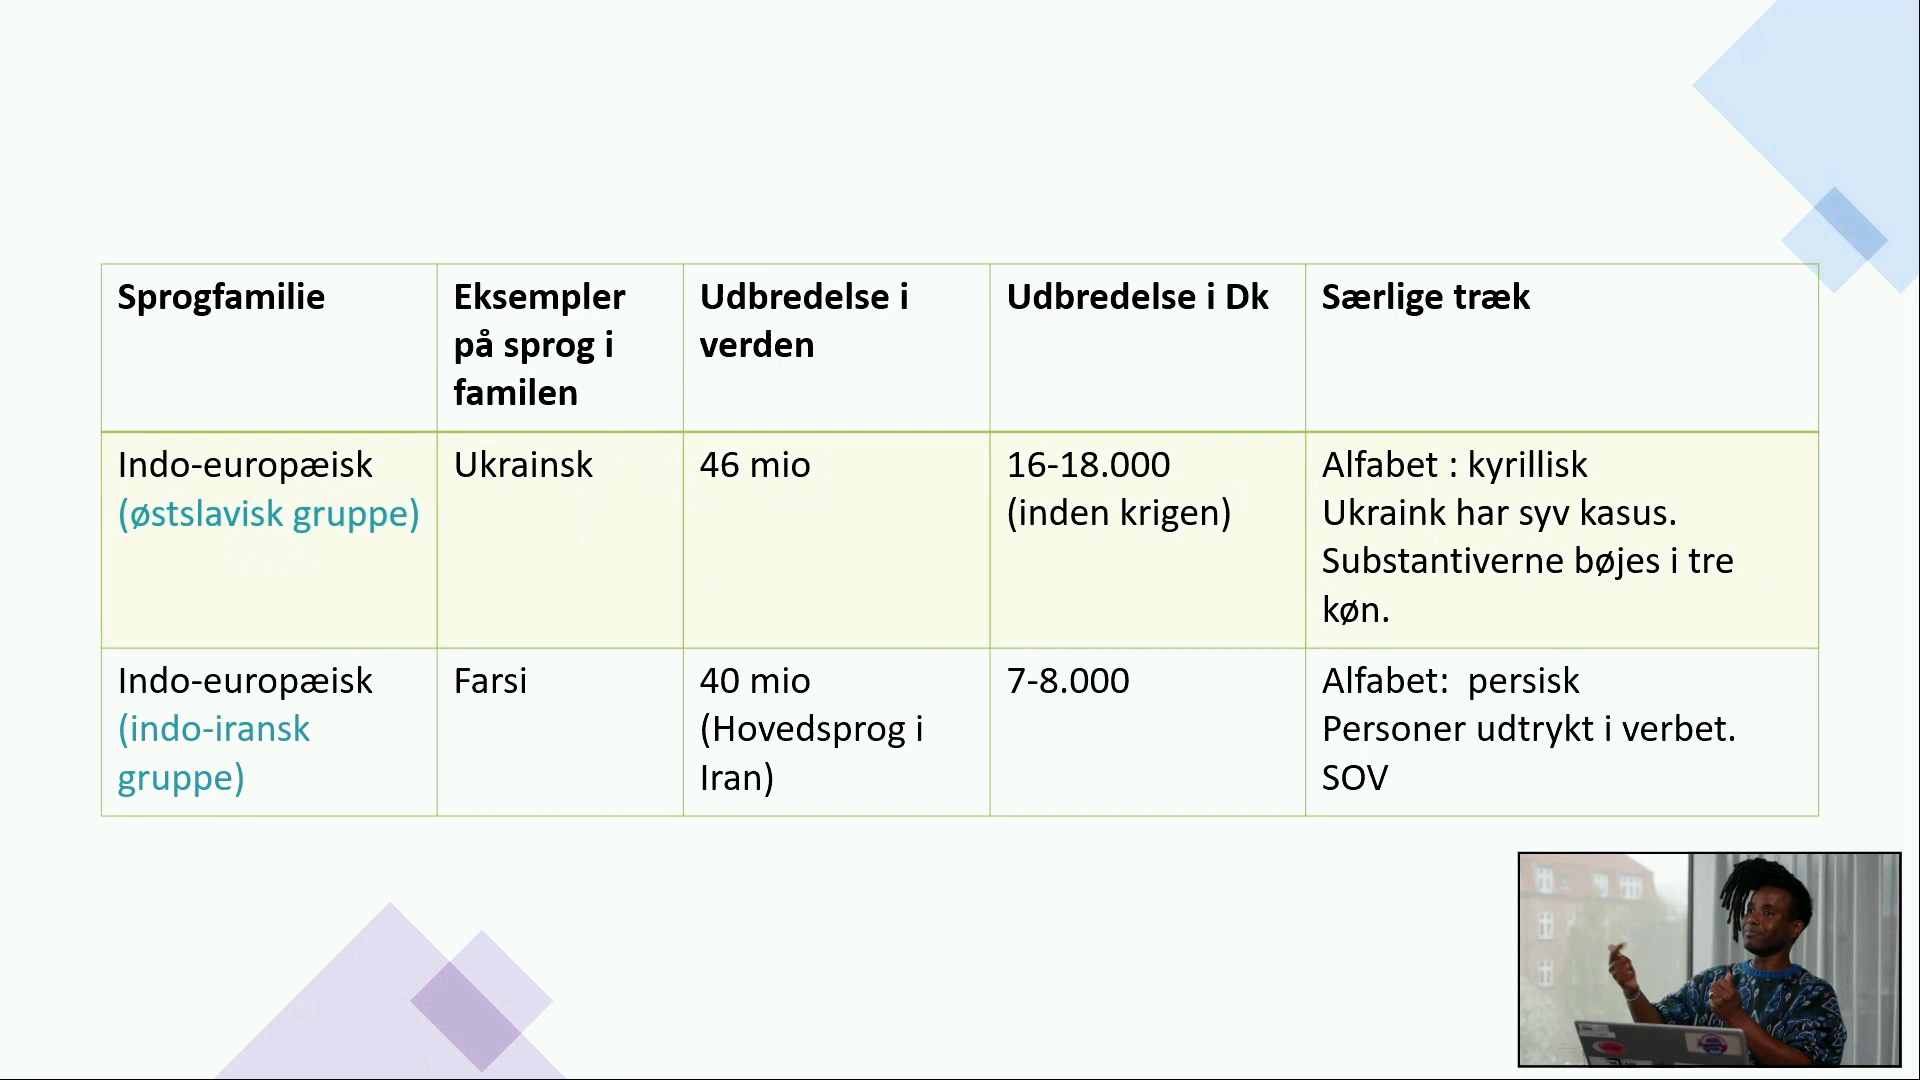 Sprogfamilie
Eksempler
på sprog i
familen
Udbredelse i
verden
Udbredelse i Dk
Særlige træk
Indo-europæisk
(østslavisk gruppe)
Ukrainsk
46 mio
16-18.000
(inden krigen)
Alfabet : kyrillisk
Ukraink har syv kasus.
Substantiverne bøjes i tre
køn.
Indo-europæisk
(indo-iransk
gruppe)
Farsi
40 mio
(Hovedsprog i
Iran)
7-8.000
Alfabet:  persisk
Personer udtrykt i verbet.
SOV